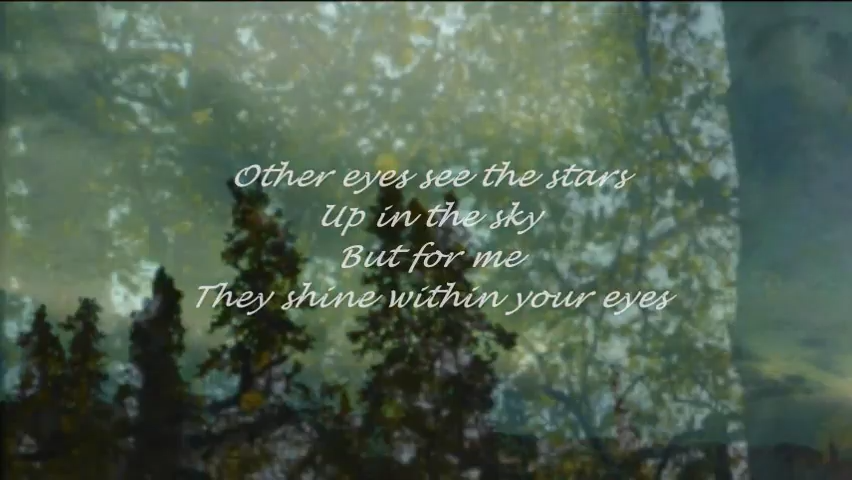 Other eyes see the stars
Up in the sky
But for me
They shine within your eyes